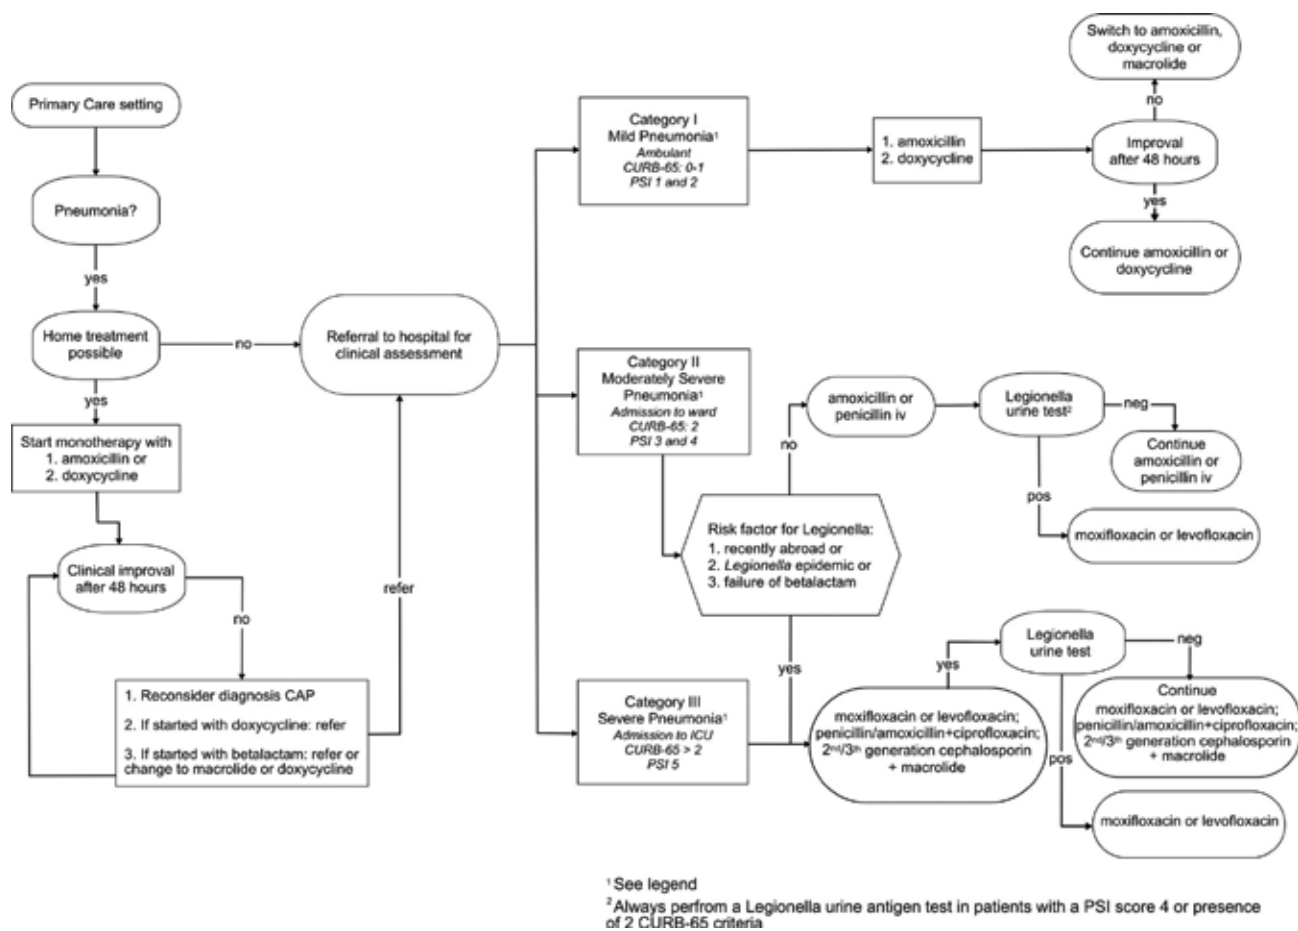 Primary Care setting
Pneumonia?
yes
Home treatment
possible
no
yes
Start monotherapy with
1. amoxicillin or
2. doxycycline
Clinical improval
after 48 hours
no
1. Reconsider diagnosis CAP
2. If started with doxycycline: refer
3. If started with betalactam: refer or
change to macrolide or doxycycline
refer
Referral to hospital for
clinical assessment
Category I
Mild Pneumonia¹
Ambulant
CURB-65: 0-1
PSI 1 and 2
1. amoxicillin
2. doxycycline
Improval
after 48 hours
no
Switch to amoxicillin,
doxycycline or
macrolide
yes
Continue amoxicillin or
doxycycline
Category II
Moderately Severe
Pneumonia¹
Admission to ward
CURB-65: 2
PSI 3 and 4
Risk factor for Legionella:
1. recently abroad or
2. Legionella epidemic or
3. failure of betalactam
no
amoxicillin or
penicillin iv
Legionella
urine test²
neg
Continue
amoxicillin or
penicillin iv
pos
moxifloxacin or levofloxacin
yes
Category III
Severe Pneumonia¹
Admission to ICU
CURB-65 > 2
PSI 5
moxifloxacin or levofloxacin;
penicillin/amoxicillin+ciprofloxacin;
2ⁿᵈ/3ᵗʰ generation cephalosporin
+ macrolide
yes
Legionella
urine test
neg
Continue
moxifloxacin or levofloxacin;
penicillin/amoxicillin+ciprofloxacin;
2ⁿᵈ/3ᵗʰ generation cephalosporin
+ macrolide
pos
moxifloxacin or levofloxacin
¹ See legend
² Always perfrom a Legionella urine antigen test in patients with a PSI score 4 or presence
of 2 CURB-65 criteria